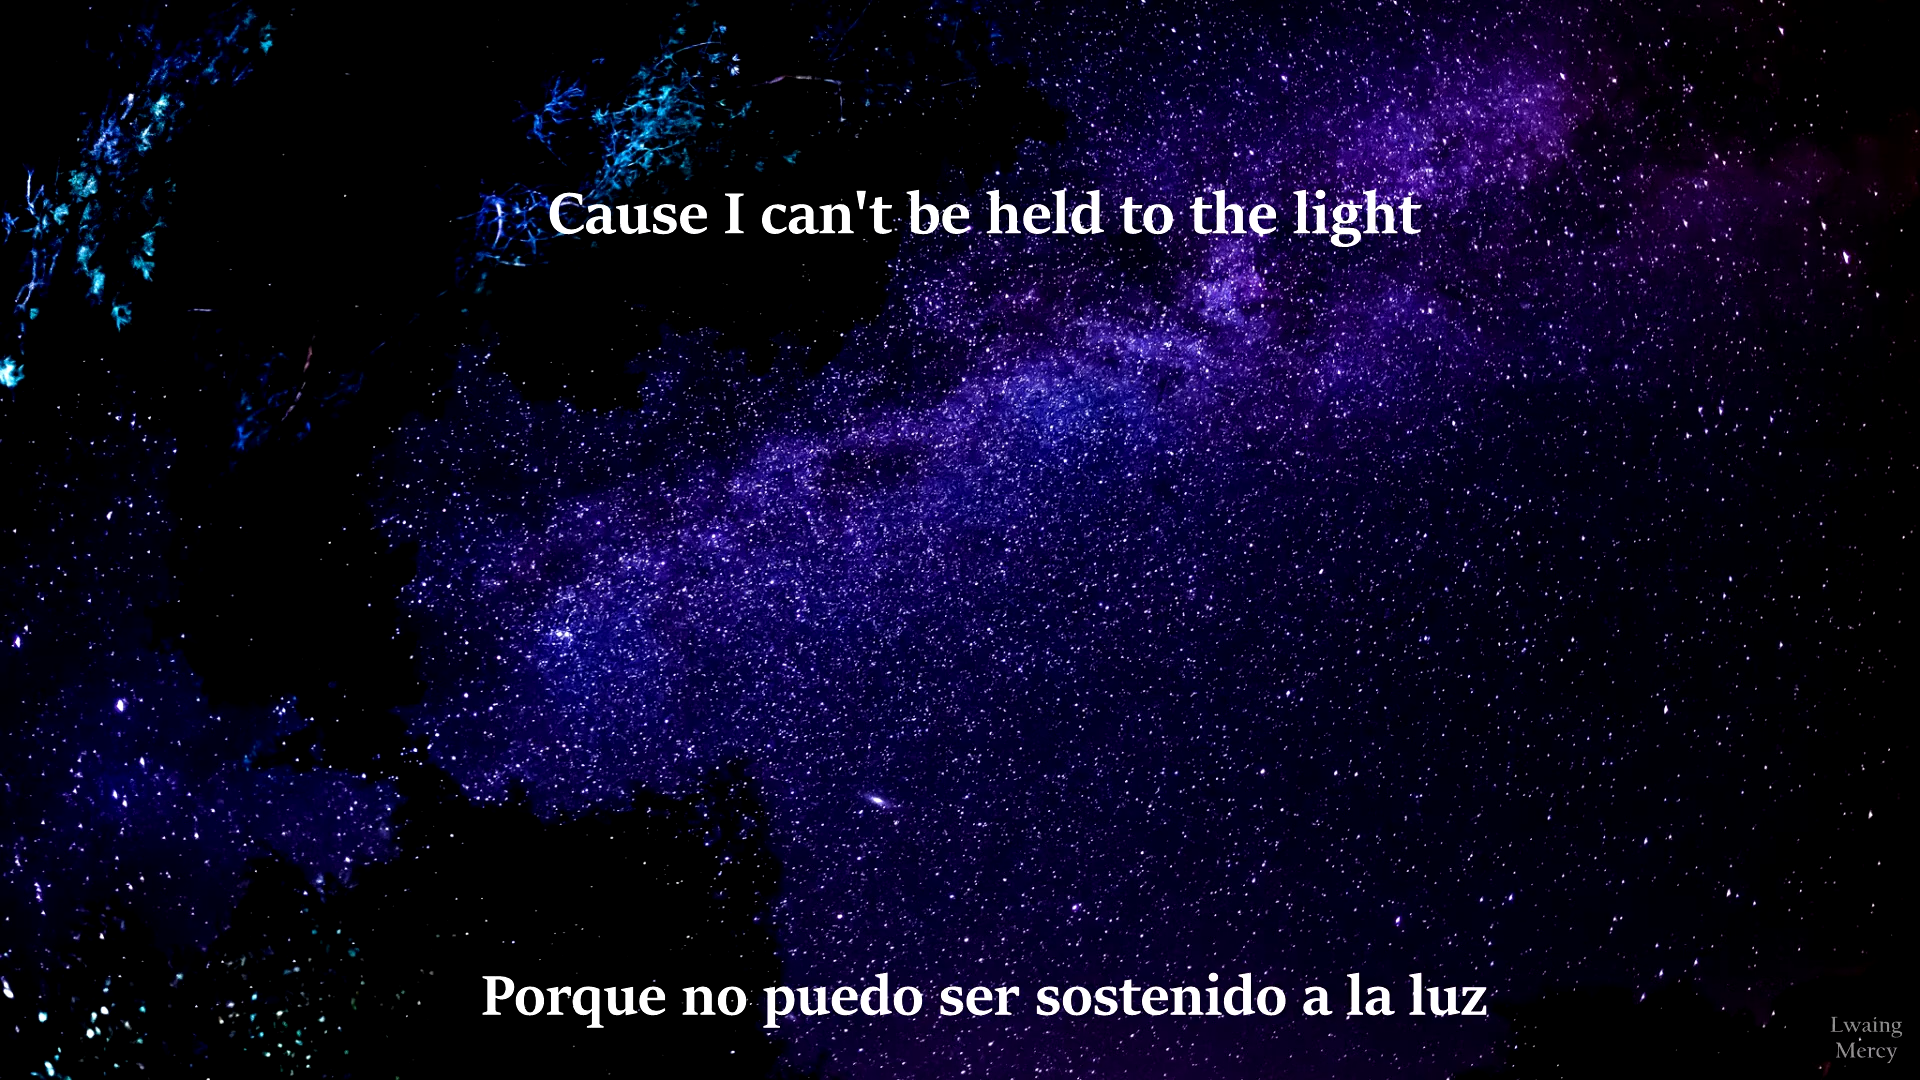 Cause I can't be held to the light
Porque no puedo ser sostenido a la luz
Lwaing
Mercy